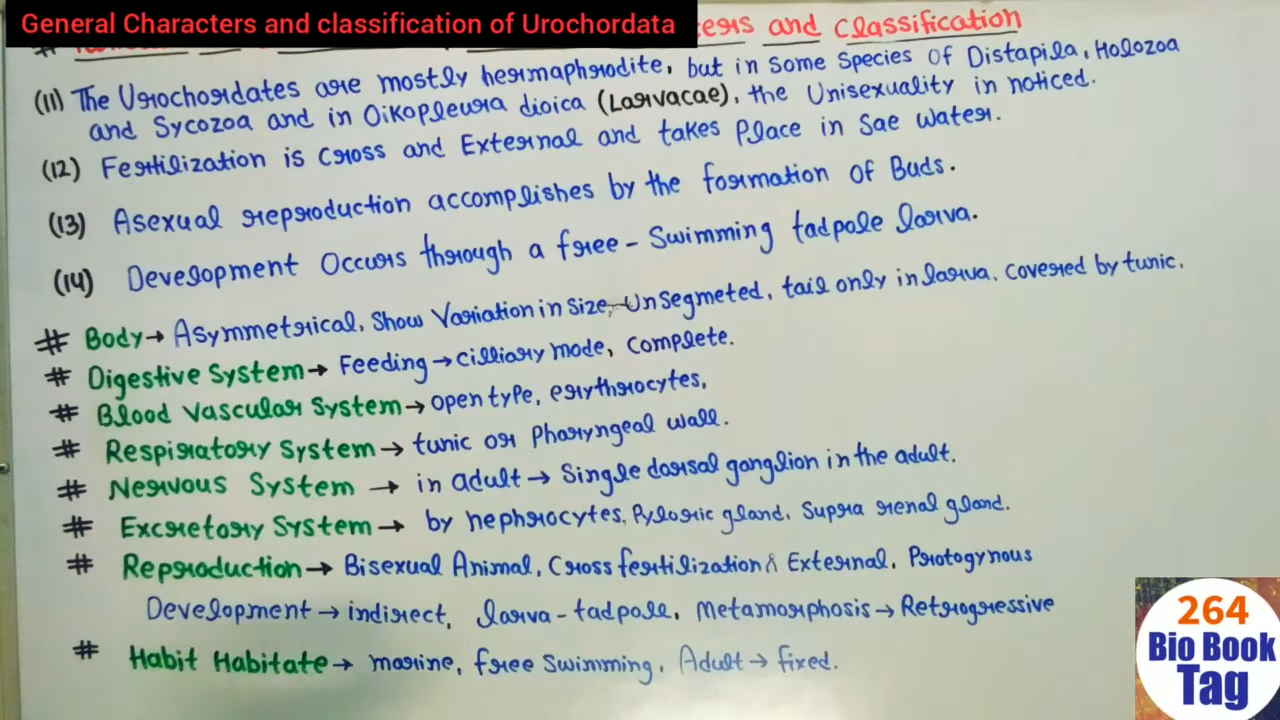 General Characters and classification of Urochordata
ters and Classification
(11) The Urochordates are mostly hermaphrodite, but in some Species of Distapila, Holozoa
and Sycozoa and in Oikopleura dioica (Larvacae), the Unisexuality in noticed.
(12) Fertilization is cross and External and takes Place in Sae water.
(13) Asexual reproduction accomplishes by the formation of Buds.
(14) Development Occurs through a free-Swimming tadpole larva.
# Body→ Asymmetrical, Show Variation in Size, UnSegmeted, tail only in larva. Covered by tunic.
# Digestive System→ Feeding→cilliary mode, Complete.
# Blood Vascular System→open type, erythrocytes,
# Respiratory System→ tunic or Pharyngeal wall.
# Nervous System → in adult→ Single dorsal ganglion in the adult.
# Excretory System→ by nephrocytes, Pyloric gland. Supra renal gland.
# Reproduction→ Bisexual Animal, Cross fertilization & External, Protogynous
Development→ indirect, larva-tadpole, Metamorphosis→ Retrogressive
# Habit Habitate→ marine, free swimming, Adult→ fixed.
264
Bio Book
Tag